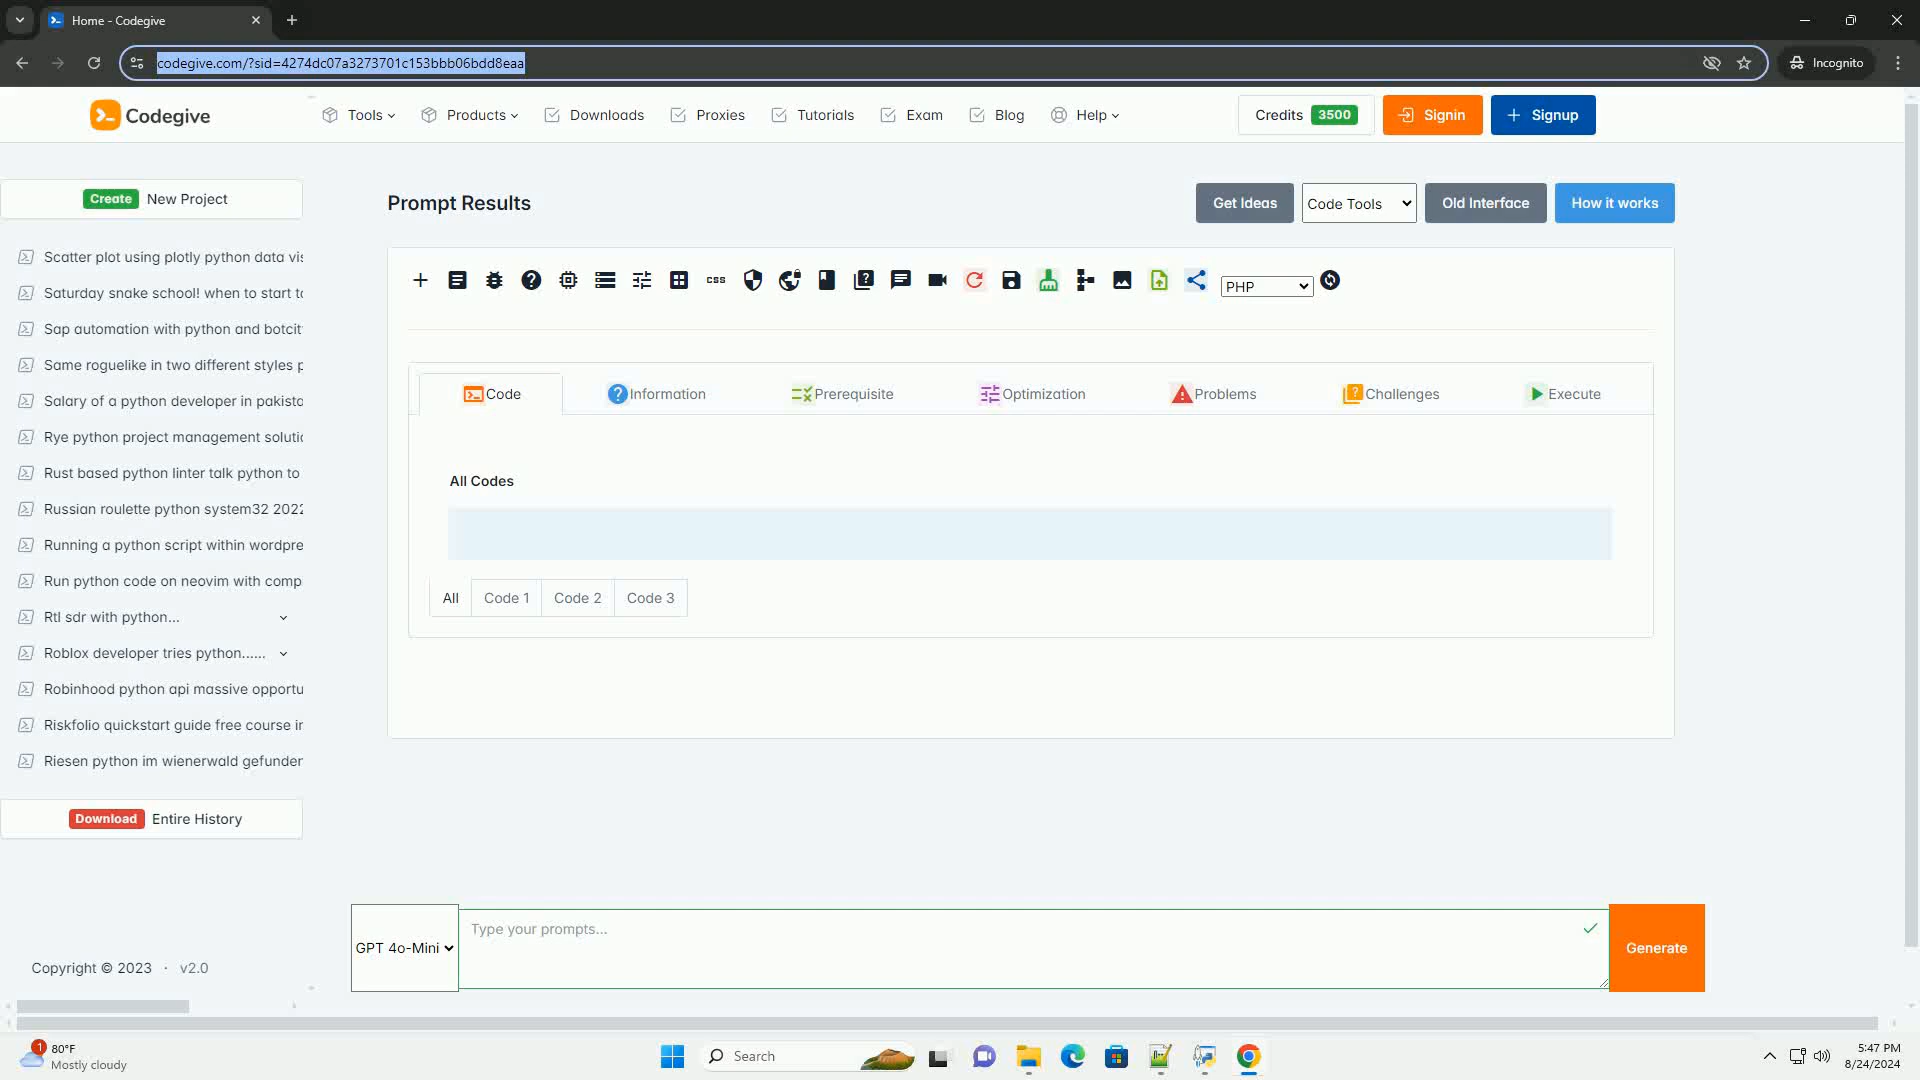 Home - Codegive
codegive.com/?sid=4274dc07a3273701c153bbb06bdd8eaa
Incognito
Codegive
Tools
Products
Downloads
Proxies
Tutorials
Exam
Blog
Help
Credits 3500
Signin
Signup
Create New Project
Scatter plot using plotly python data vis
Saturday snake school! when to start to
Sap automation with python and botcit
Same roguelike in two different styles p
Salary of a python developer in pakista
Rye python project management soluti
Rust based python linter talk python to
Russian roulette python system32 2022
Running a python script within wordpre
Run python code on neovim with comp
Rtl sdr with python...
Roblox developer tries python......
Robinhood python api massive opportu
Riskfolio quickstart guide free course ir
Riesen python im wienerwald gefunder
Download Entire History
Copyright © 2023 · v2.0
Prompt Results
Get Ideas
Code Tools
Old Interface
How it works
css
PHP
Code
Information
Prerequisite
Optimization
Problems
Challenges
Execute
All Codes
All
Code 1
Code 2
Code 3
GPT 4o-Mini
Type your prompts...
Generate
1
80°F
Mostly cloudy
Search
5:47 PM
8/24/2024